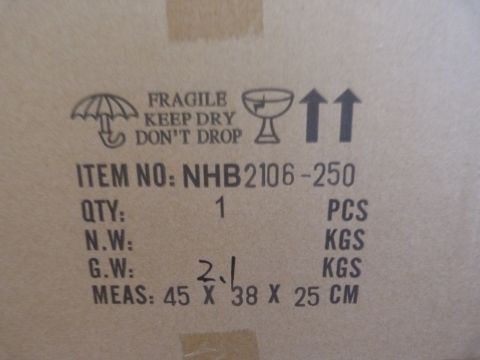 FRAGILE
KEEP DRY
DON'T DROP
ITEM NO: NHB2106-250
QTY: 1 PCS
N.W: KGS
G.W: 2.1 KGS
MEAS: 45 X 38 X 25 CM